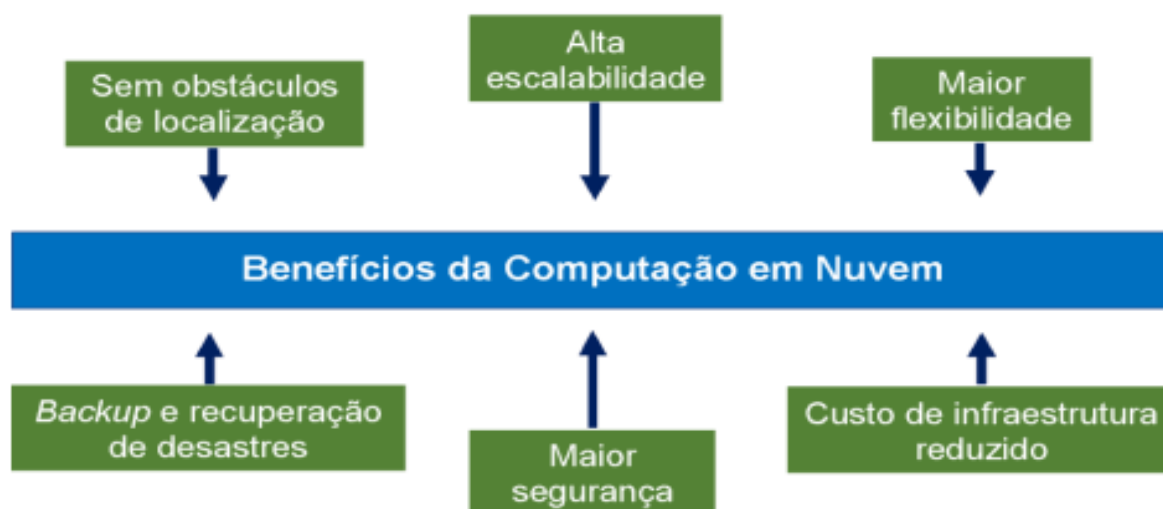 Sem obstáculos
de localização
Alta
escalabilidade
Maior
flexibilidade
Benefícios da Computação em Nuvem
Backup e recuperação
de desastres
Maior
segurança
Custo de infraestrutura
reduzido